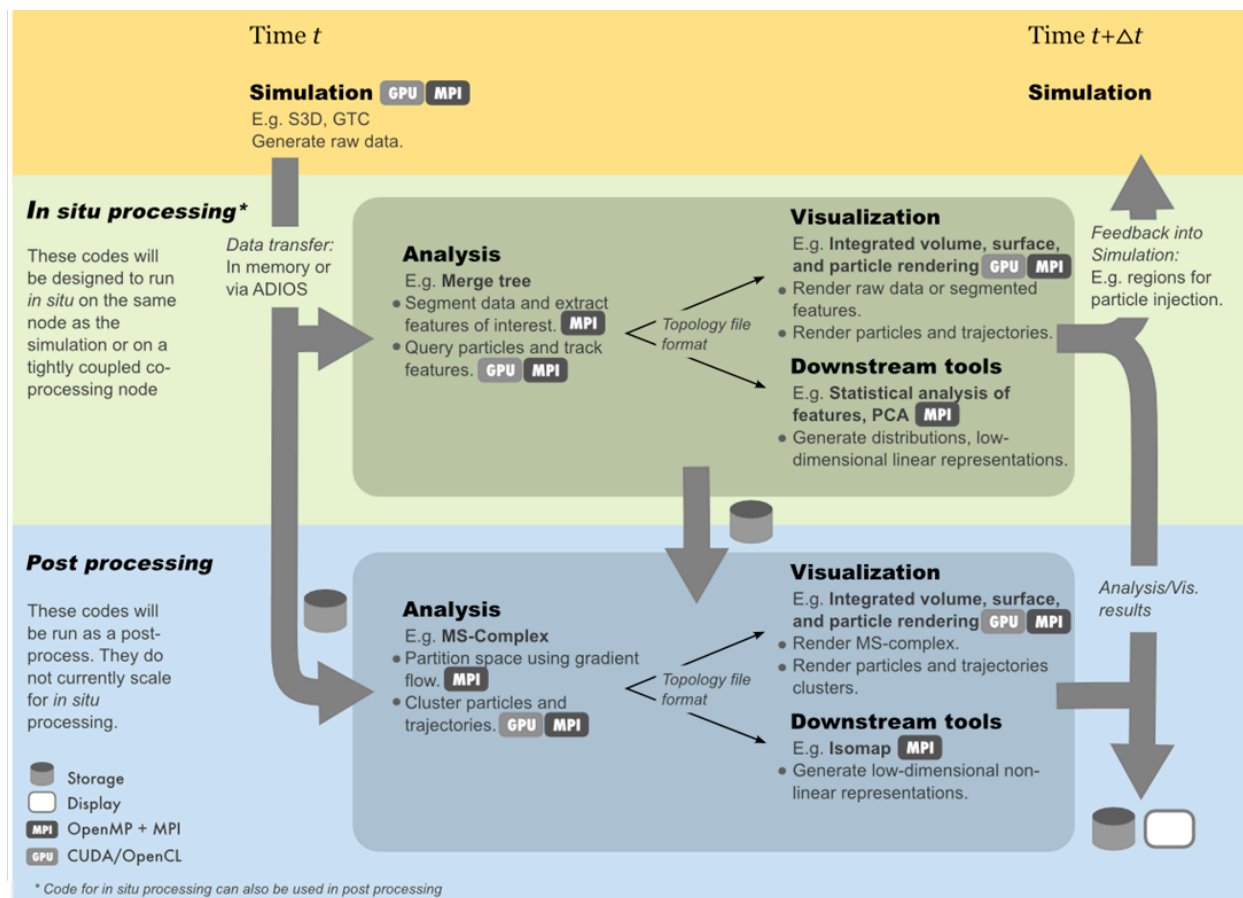 Time t
Time t+Δt
Simulation GPU MPI
E.g. S3D, GTC
Generate raw data.
Simulation
In situ processing*
These codes will
be designed to run
in situ on the same
node as the
simulation or on a
tightly coupled co-
processing node
Data transfer:
In memory or
via ADIOS
Analysis
E.g. Merge tree
• Segment data and extract
features of interest. MPI
• Query particles and track
features. GPU MPI
Topology file
format
Visualization
E.g. Integrated volume, surface,
and particle rendering GPU MPI
• Render raw data or segmented
features.
• Render particles and trajectories.
Downstream tools
E.g. Statistical analysis of
features, PCA MPI
• Generate distributions, low-
dimensional linear representations.
Feedback into
Simulation:
E.g. regions for
particle injection.
Post processing
These codes will
be run as a post-
process. They do
not currently scale
for in situ
processing.
Analysis
E.g. MS-Complex
• Partition space using gradient
flow. MPI
• Cluster particles and
trajectories. GPU MPI
Topology file
format
Visualization
E.g. Integrated volume, surface,
and particle rendering GPU MPI
• Render MS-complex.
• Render particles and trajectories
clusters.
Downstream tools
E.g. Isomap MPI
• Generate low-dimensional non-
linear representations.
Analysis/Vis.
results
Storage
Display
MPI OpenMP + MPI
GPU CUDA/OpenCL
* Code for in situ processing can also be used in post processing